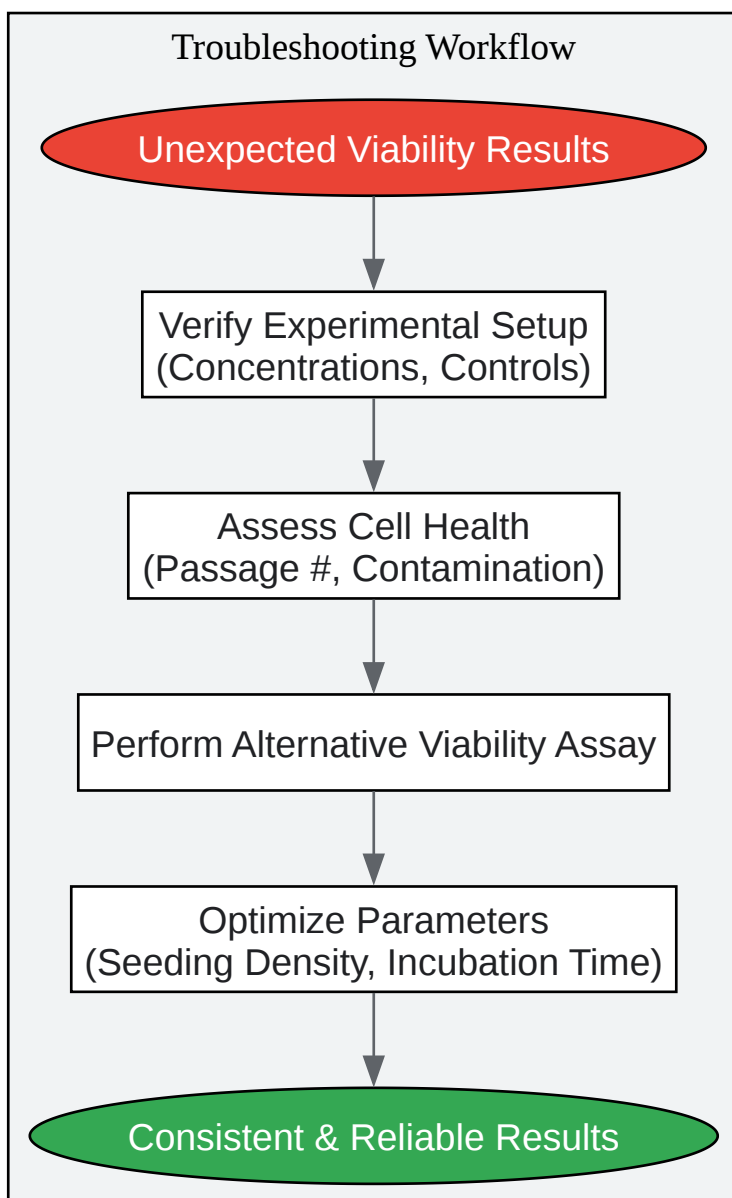 Troubleshooting Workflow
Unexpected Viability Results
Verify Experimental Setup
(Concentrations, Controls)
Assess Cell Health
(Passage #, Contamination)
Perform Alternative Viability Assay
Optimize Parameters
(Seeding Density, Incubation Time)
Consistent & Reliable Results